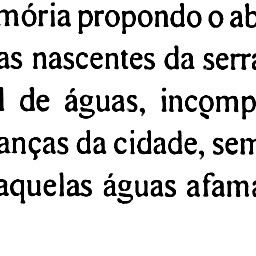 mória propondo o ab
as nascentes da serra
l de águas, incomp
anças da cidade, sem
aquelas águas afama